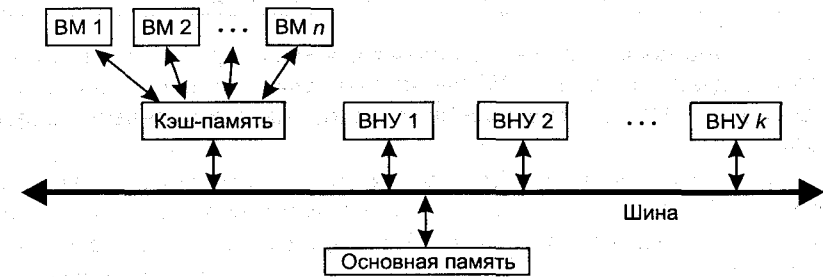 ВМ 1 ВМ 2 ... ВМ n
Кэш-память ВНУ 1 ВНУ 2 ... ВНУ k
Шина
Основная память